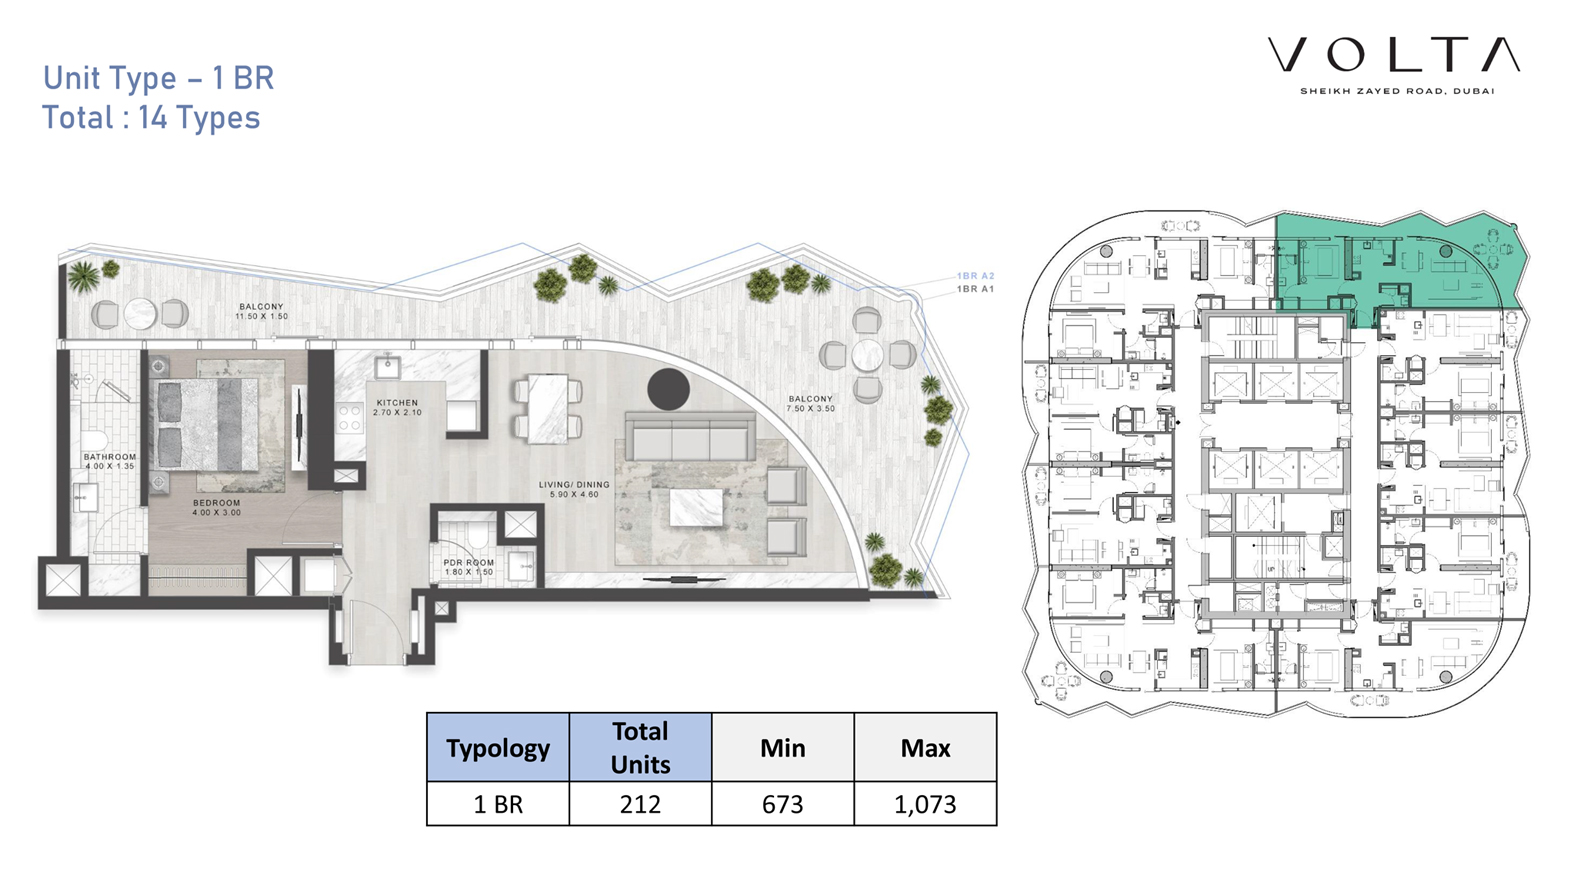 Unit Type – 1 BR
Total : 14 Types
VOLTA
SHEIKH ZAYED ROAD, DUBAI
1BR A2
1BR A1
BALCONY
11.50 X 1.50
BALCONY
7.50 X 3.50
KITCHEN
2.70 X 2.10
BATHROOM
4.00 X 1.35
LIVING/ DINING
5.90 X 4.60
BEDROOM
4.00 X 3.00
PDR ROOM
1.80 X 1.50
Typology
Total
Units
Min
Max
1 BR
212
673
1,073